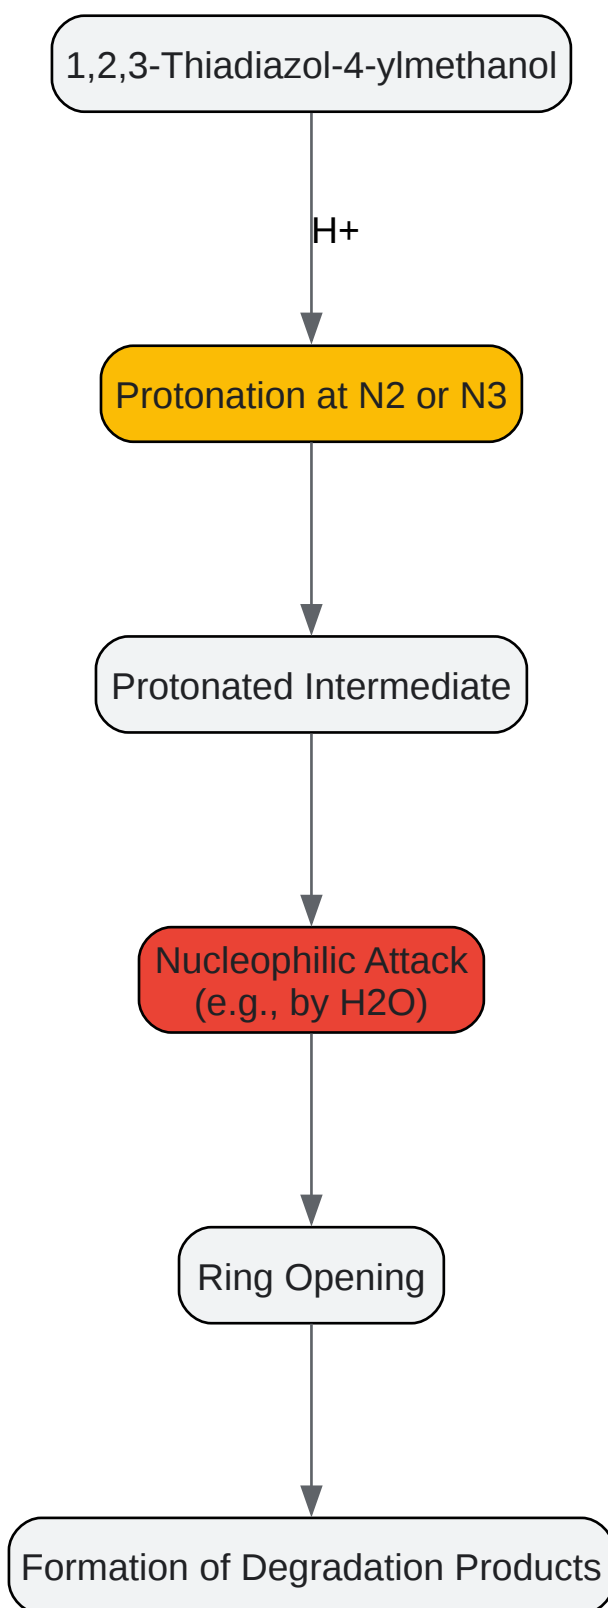 1,2,3-Thiadiazol-4-ylmethanol
H+
Protonation at N2 or N3
Protonated Intermediate
Nucleophilic Attack
(e.g., by H2O)
Ring Opening
Formation of Degradation Products